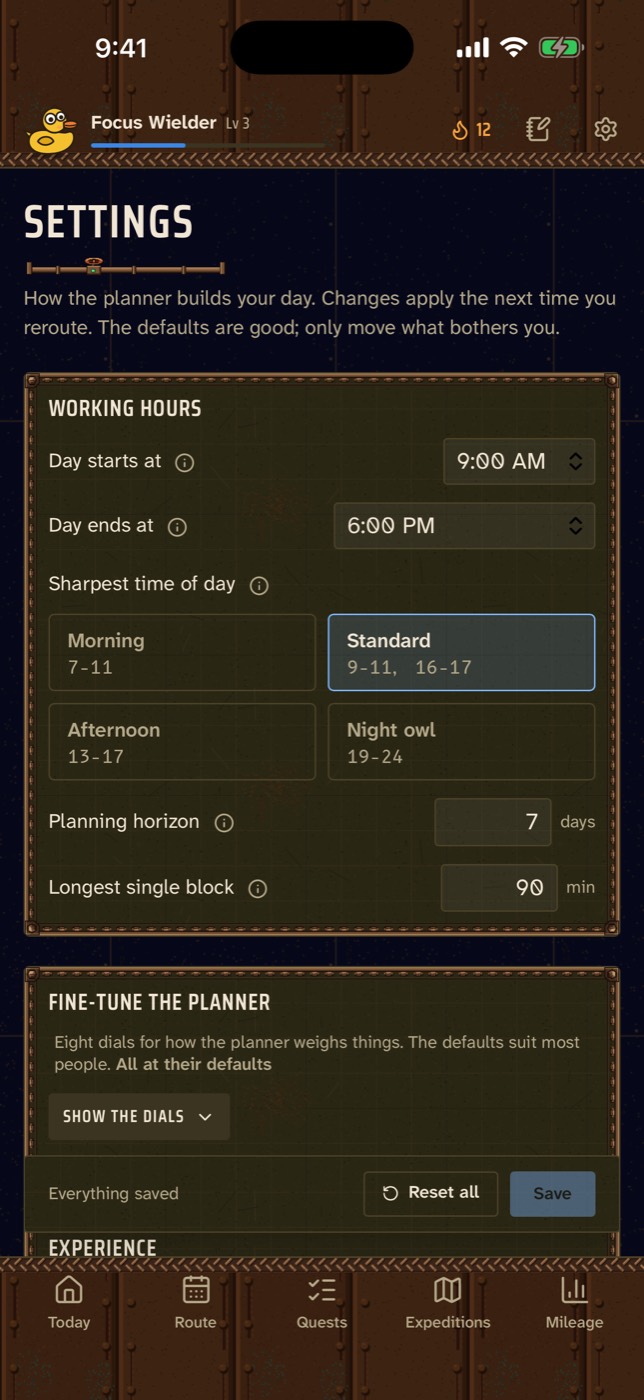 9:41
Focus Wielder Lv 3
12
SETTINGS
How the planner builds your day. Changes apply the next time you
reroute. The defaults are good; only move what bothers you.
WORKING HOURS
Day starts at 9:00 AM
Day ends at 6:00 PM
Sharpest time of day
Morning
7-11
Standard
9-11, 16-17
Afternoon
13-17
Night owl
19-24
Planning horizon 7 days
Longest single block 90 min
FINE-TUNE THE PLANNER
Eight dials for how the planner weighs things. The defaults suit most
people. All at their defaults
SHOW THE DIALS
Everything saved Reset all Save
EXPERIENCE
Today Route Quests Expeditions Mileage